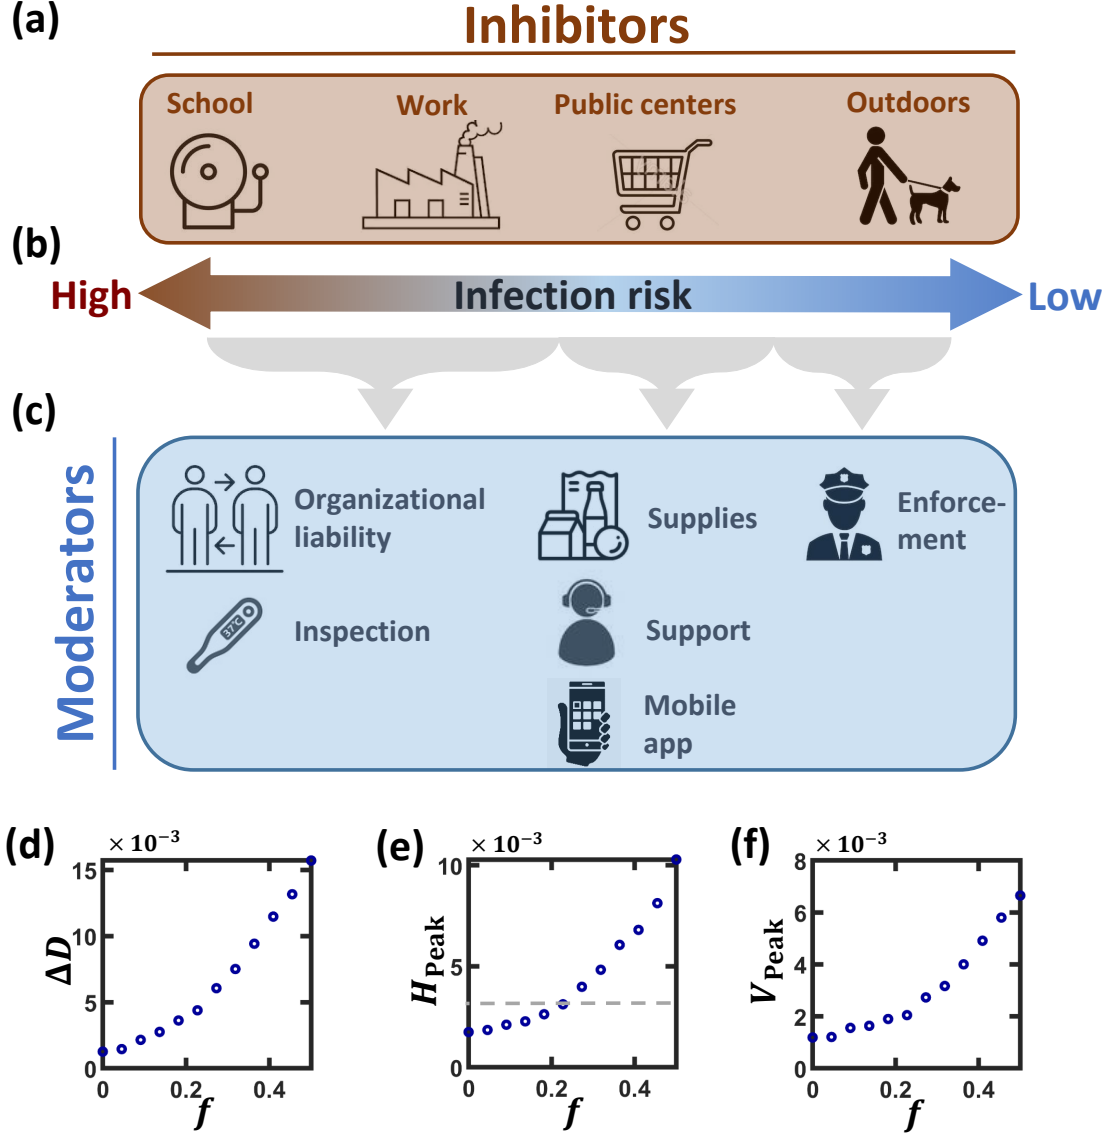 (a)
Inhibitors
School
Work
Public centers
Outdoors
(b)
High
Infection risk
Low
(c)
Moderators
Organizational
liability
Supplies
Enforce-
ment
37°C
Inspection
Support
Mobile
app
(d)
× 10⁻³
15
10
5
0
ΔD
0
0.2
0.4
f
(e)
× 10⁻³
10
5
0
H_Peak
0
0.2
0.4
f
(f)
× 10⁻³
8
6
4
2
0
V_Peak
0
0.2
0.4
f